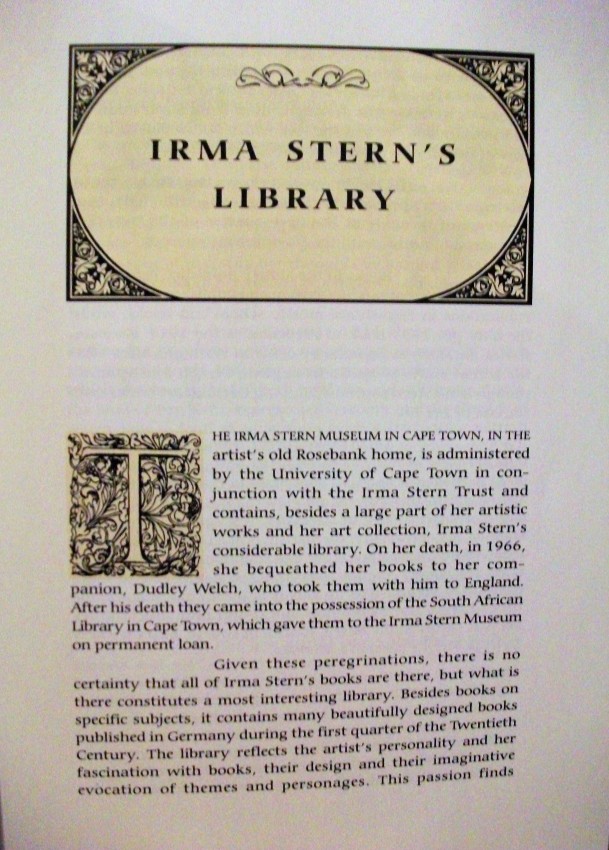 IRMA STERN'S
LIBRARY
THE IRMA STERN MUSEUM IN CAPE TOWN, IN THE
artist's old Rosebank home, is administered
by the University of Cape Town in con-
junction with the Irma Stern Trust and
contains, besides a large part of her artistic
works and her art collection, Irma Stern's
considerable library. On her death, in 1966,
she bequeathed her books to her com-
panion, Dudley Welch, who took them with him to England.
After his death they came into the possession of the South African
Library in Cape Town, which gave them to the Irma Stern Museum
on permanent loan.
Given these peregrinations, there is no
certainty that all of Irma Stern's books are there, but what is
there constitutes a most interesting library. Besides books on
specific subjects, it contains many beautifully designed books
published in Germany during the first quarter of the Twentieth
Century. The library reflects the artist's personality and her
fascination with books, their design and their imaginative
evocation of themes and personages. This passion finds